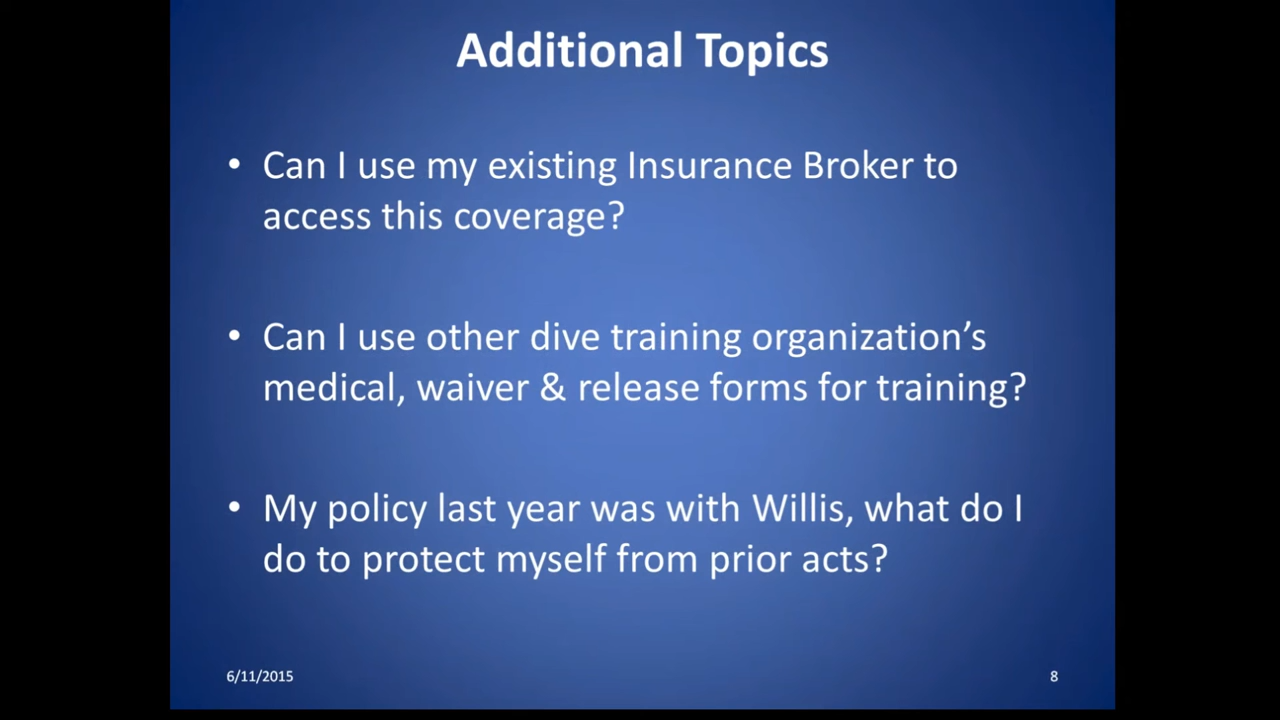 Additional Topics
• Can I use my existing Insurance Broker to
access this coverage?
• Can I use other dive training organization’s
medical, waiver & release forms for training?
• My policy last year was with Willis, what do I
do to protect myself from prior acts?
6/11/2015
8